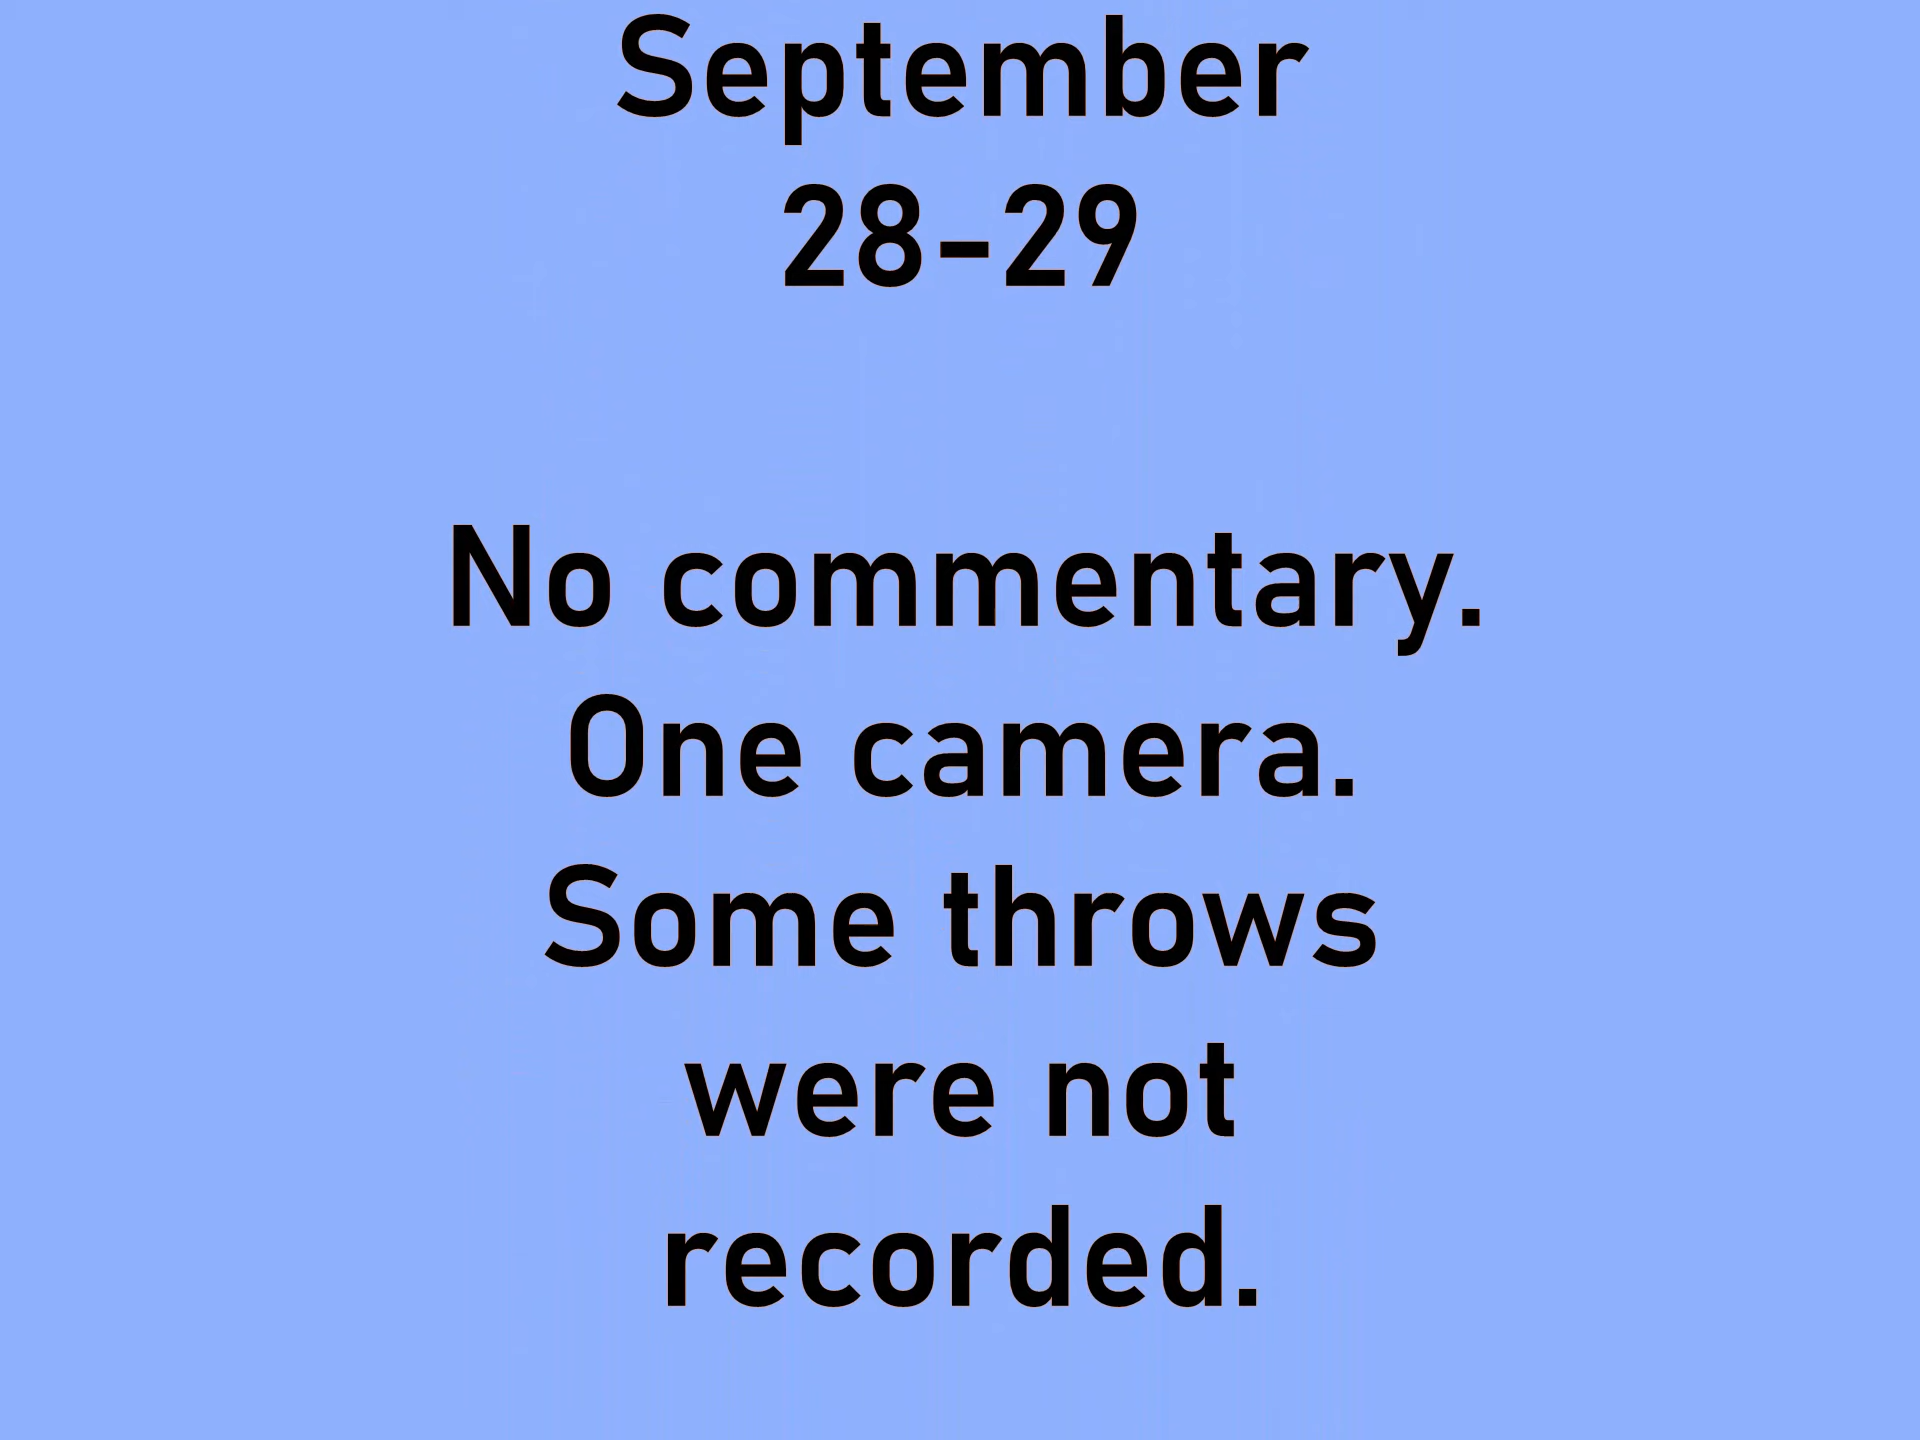 September
28-29
No commentary.
One camera.
Some throws
were not
recorded.